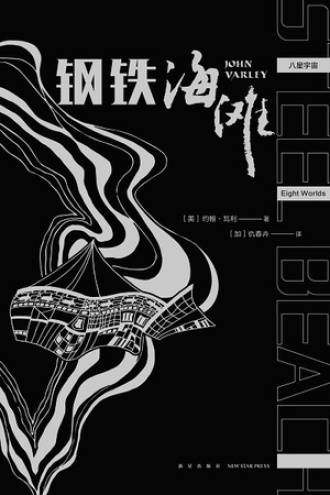 钢铁海滩
JOHN
VARLEY
八星宇宙
Eight Worlds
STEEL BEACH
［美］约翰·瓦利 —— 著
［加］仇春卉 —— 译
新星出版社 NEW STAR PRESS